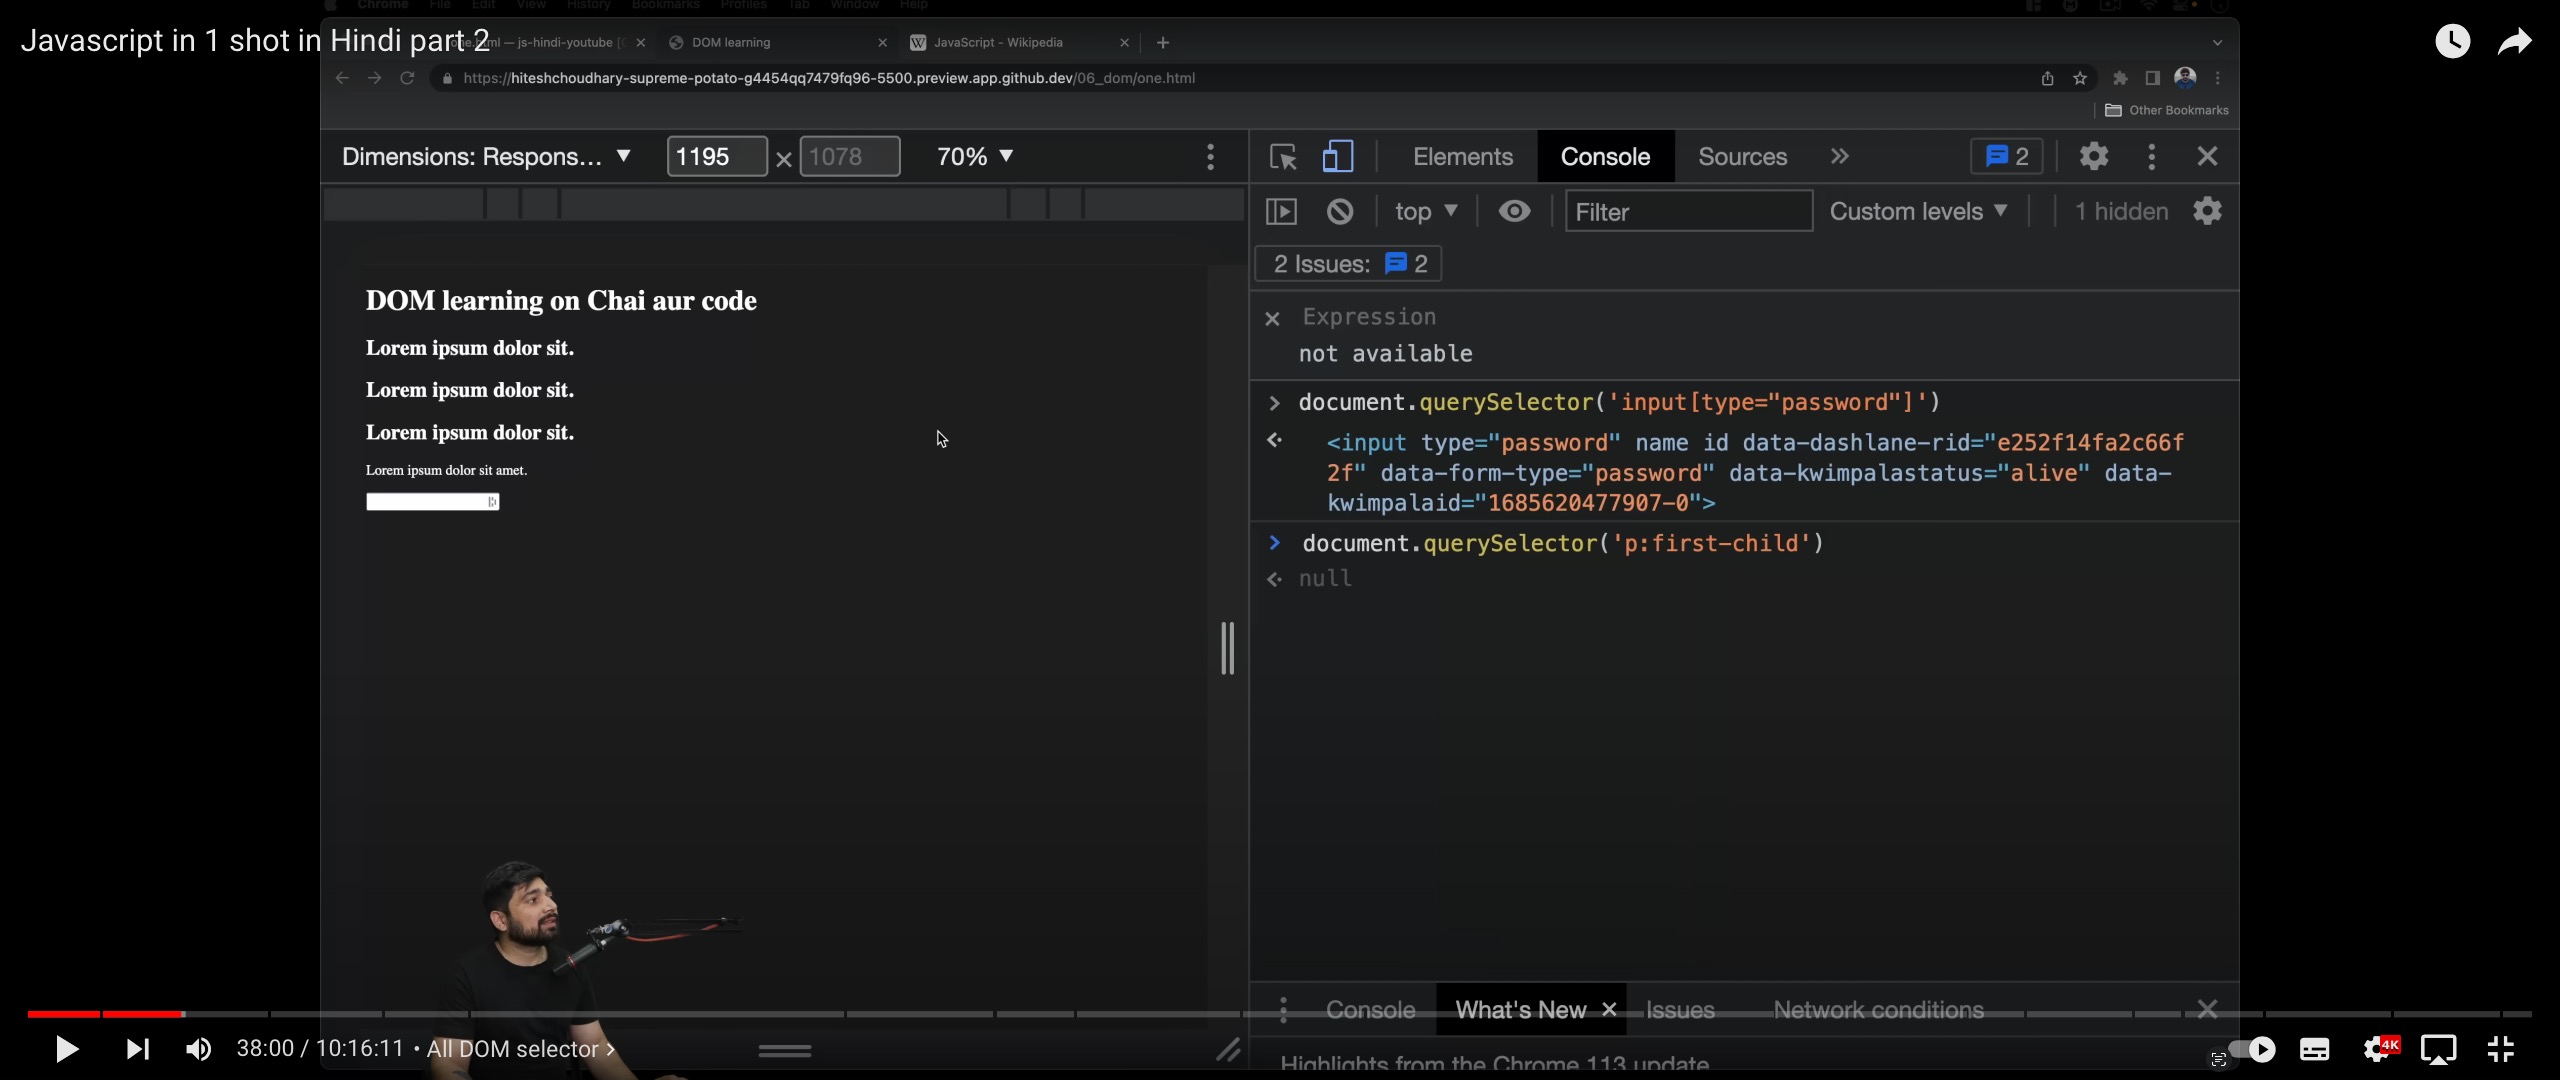 Chrome File Edit View History Bookmarks Profiles Tab Window Help
Javascript in 1 shot in Hindi part 2
— js-hindi-youtube [
DOM learning
JavaScript - Wikipedia
https://hiteshchoudhary-supreme-potato-g4454qq7479fq96-5500.preview.app.github.dev/06_dom/one.html
Other Bookmarks
Dimensions: Respons... ▼ 1195 × 1078 70% ▼
Elements Console Sources » 2
top ▼ Filter Custom levels ▼ 1 hidden
2 Issues: 2
DOM learning on Chai aur code
Lorem ipsum dolor sit.
Lorem ipsum dolor sit.
Lorem ipsum dolor sit.
Lorem ipsum dolor sit amet.
Expression
not available
document.querySelector('input[type="password"]')
<input type="password" name id data-dashlane-rid="e252f14fa2c66f
2f" data-form-type="password" data-kwimpalastatus="alive" data-
kwimpalaid="1685620477907-0">
document.querySelector('p:first-child')
null
Console What's New × Issues Network conditions
Highlights from the Chrome 113 update
38:00 / 10:16:11 • All DOM selector >
4K